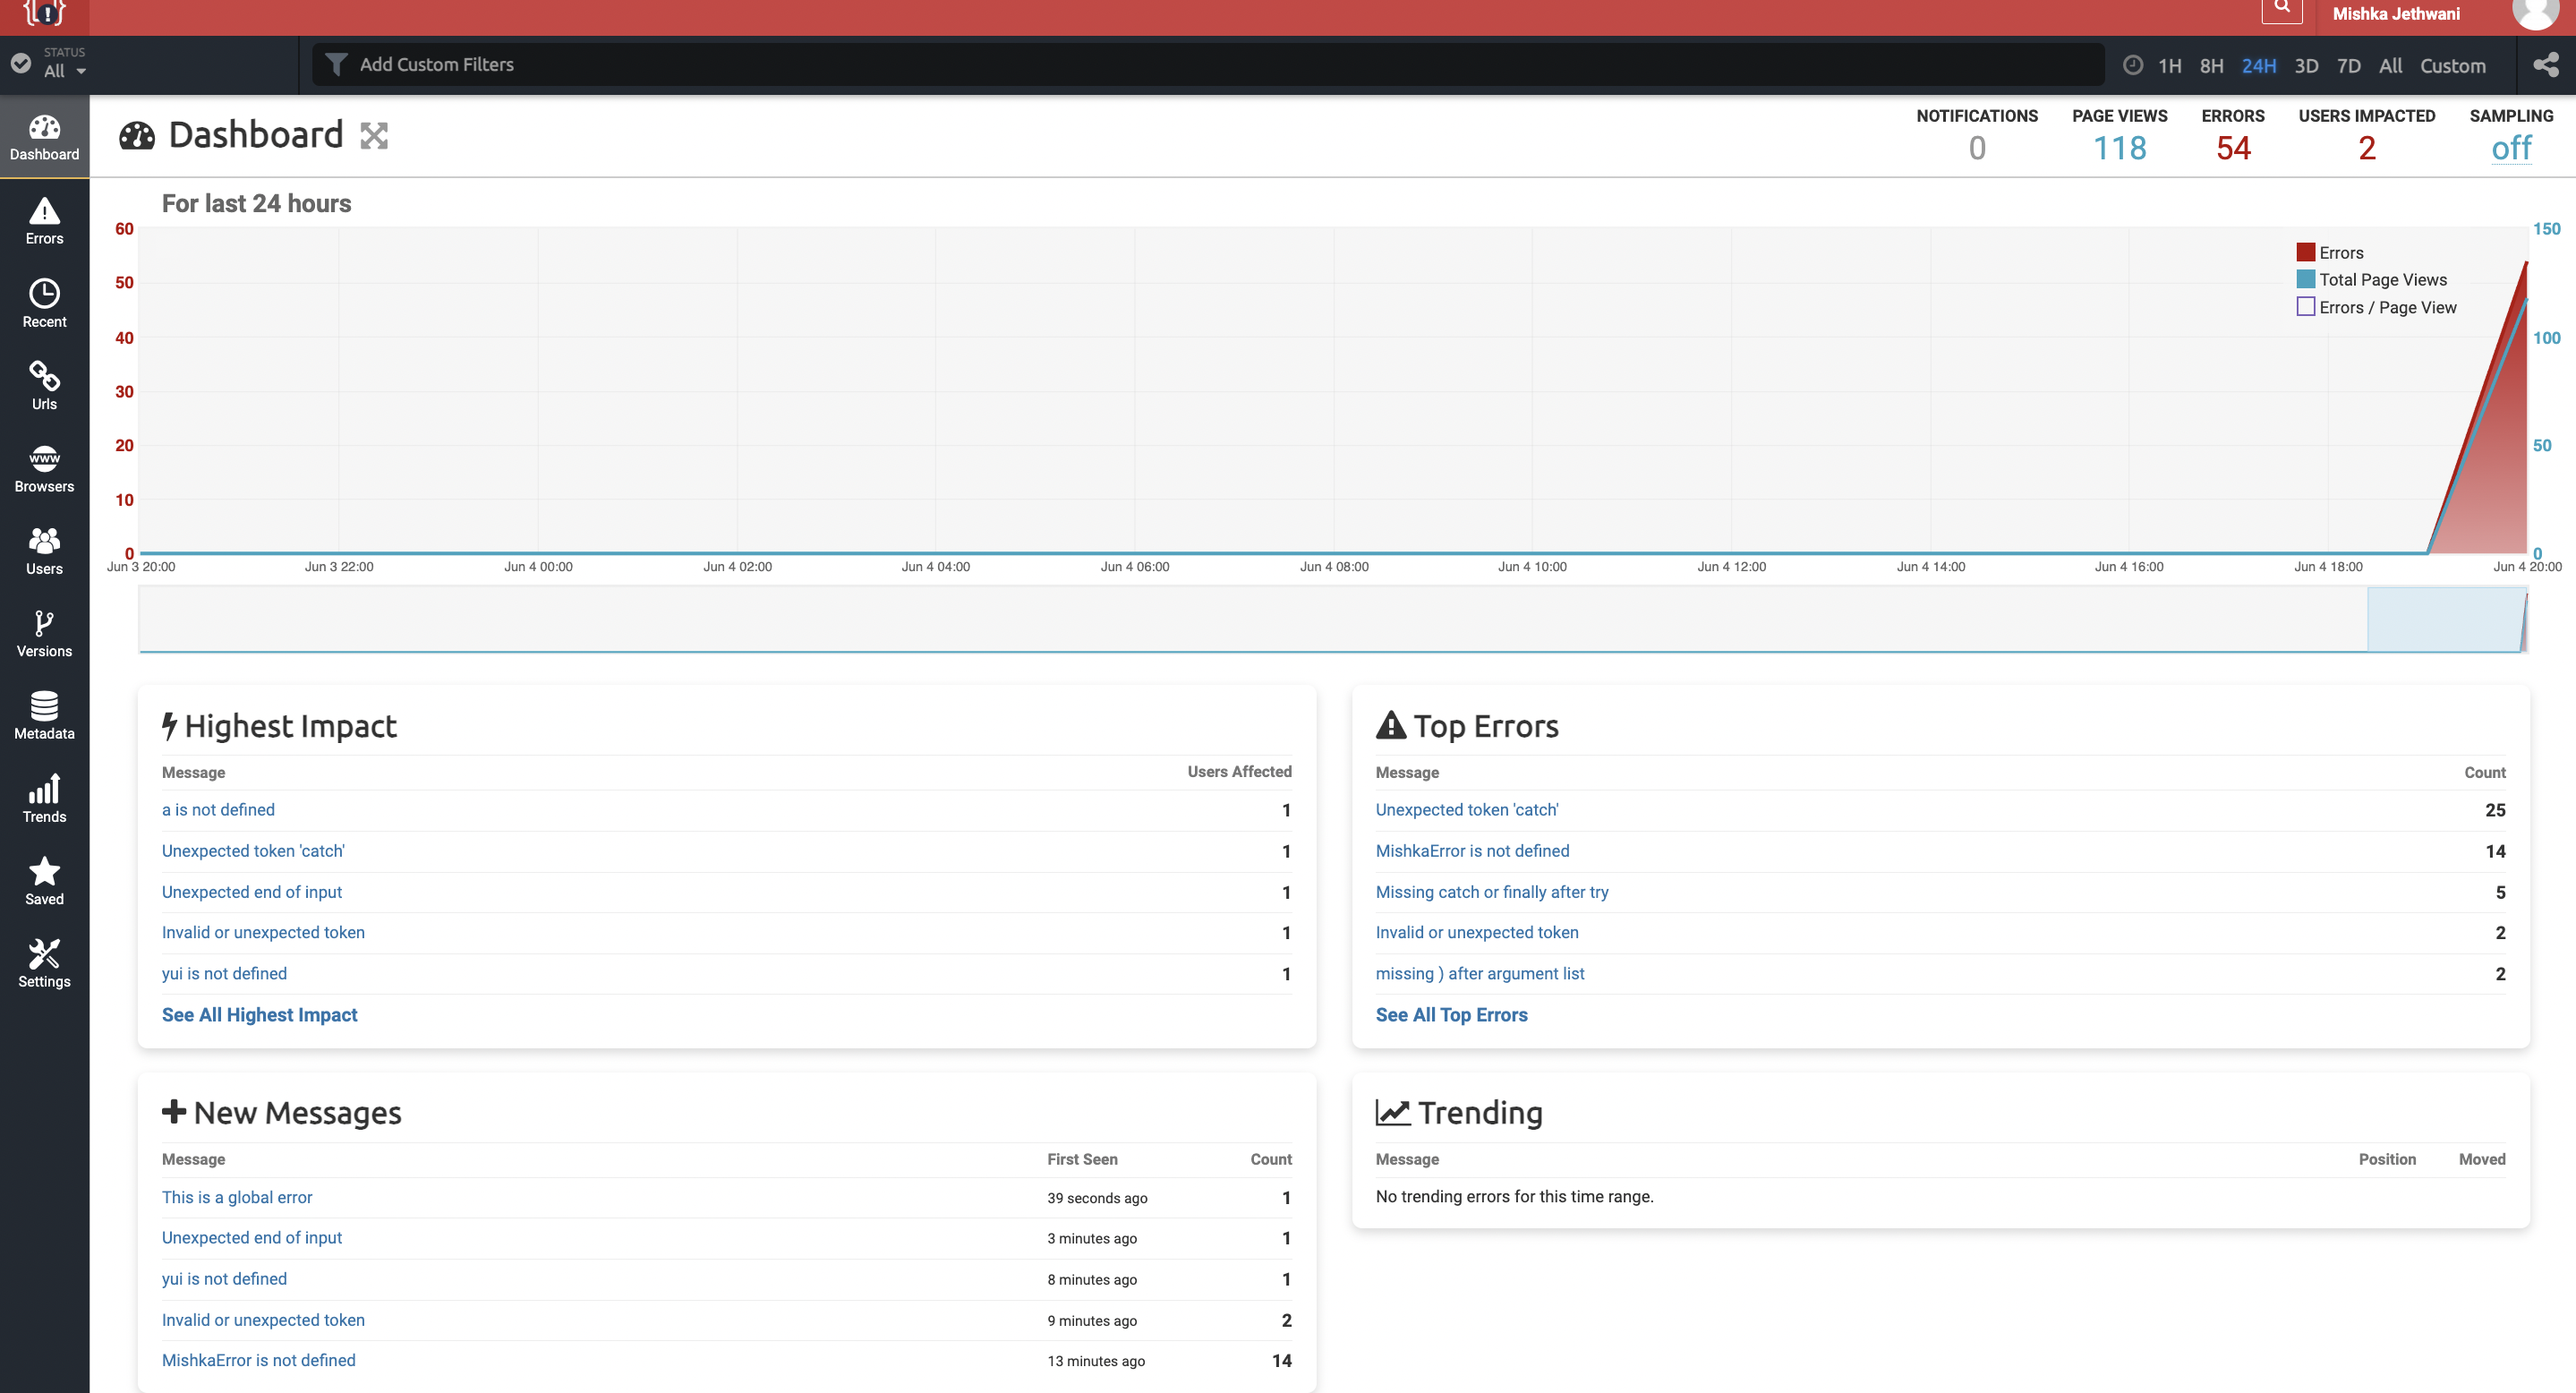 Mishka Jethwani
STATUS
All
Add Custom Filters
1H 8H 24H 3D 7D All Custom
Dashboard
Errors
Recent
Urls
www
Browsers
Users
Versions
Metadata
Trends
Saved
Settings
Dashboard
NOTIFICATIONS PAGE VIEWS ERRORS USERS IMPACTED SAMPLING
0 118 54 2 off
For last 24 hours
60
50
40
30
20
10
0
150
100
50
0
Errors
Total Page Views
Errors / Page View
Jun 3 20:00 Jun 3 22:00 Jun 4 00:00 Jun 4 02:00 Jun 4 04:00 Jun 4 06:00 Jun 4 08:00 Jun 4 10:00 Jun 4 12:00 Jun 4 14:00 Jun 4 16:00 Jun 4 18:00 Jun 4 20:00
Highest Impact
Message Users Affected
a is not defined 1
Unexpected token 'catch' 1
Unexpected end of input 1
Invalid or unexpected token 1
yui is not defined 1
See All Highest Impact
Top Errors
Message Count
Unexpected token 'catch' 25
MishkaError is not defined 14
Missing catch or finally after try 5
Invalid or unexpected token 2
missing ) after argument list 2
See All Top Errors
New Messages
Message First Seen Count
This is a global error 39 seconds ago 1
Unexpected end of input 3 minutes ago 1
yui is not defined 8 minutes ago 1
Invalid or unexpected token 9 minutes ago 2
MishkaError is not defined 13 minutes ago 14
Trending
Message Position Moved
No trending errors for this time range.